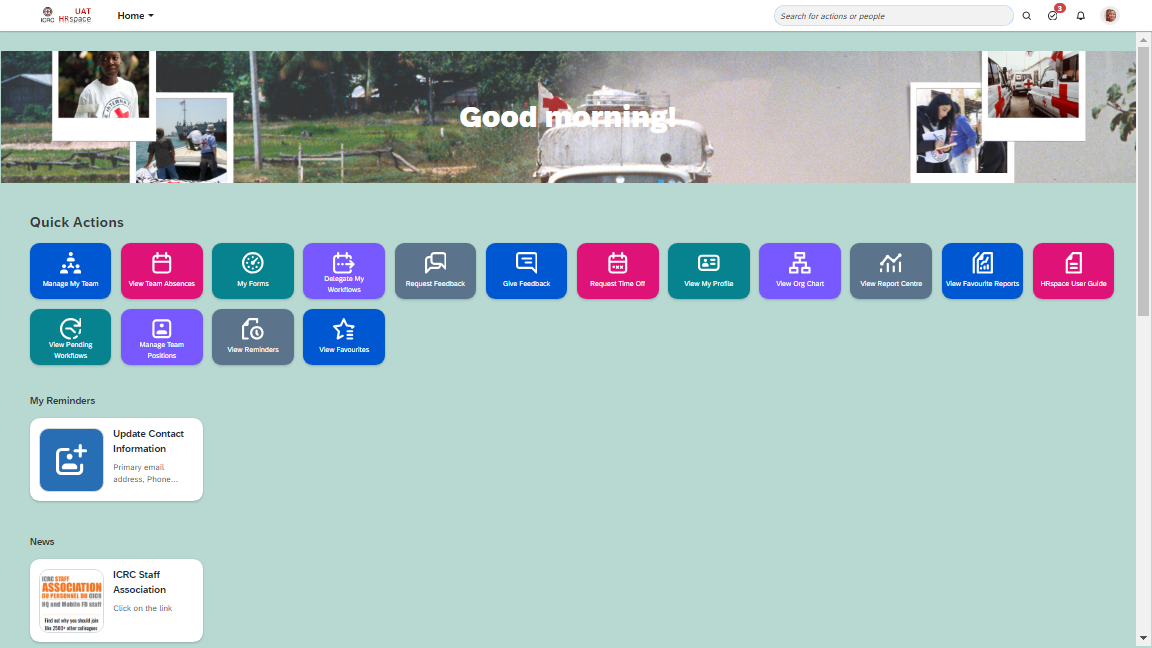 ICRC
UAT
HRspace
Home
Search for actions or people
3
Good morning!
Quick Actions
Manage My Team
View Team Absences
My Forms
Delegate My
Workflows
Request Feedback
Give Feedback
Request Time Off
View My Profile
View Org Chart
View Report Centre
View Favourite Reports
HRspace User Guide
View Pending
Workflows
Manage Team
Positions
View Reminders
View Favourites
My Reminders
Update Contact
Information
Primary email
address, Phone...
News
ICRC STAFF
ASSOCIATION
DU PERSONNEL DU CICR
HQ and Mobile FD staff
Find out why you should join
like 2500+ other colleagues
ICRC Staff
Association
Click on the link